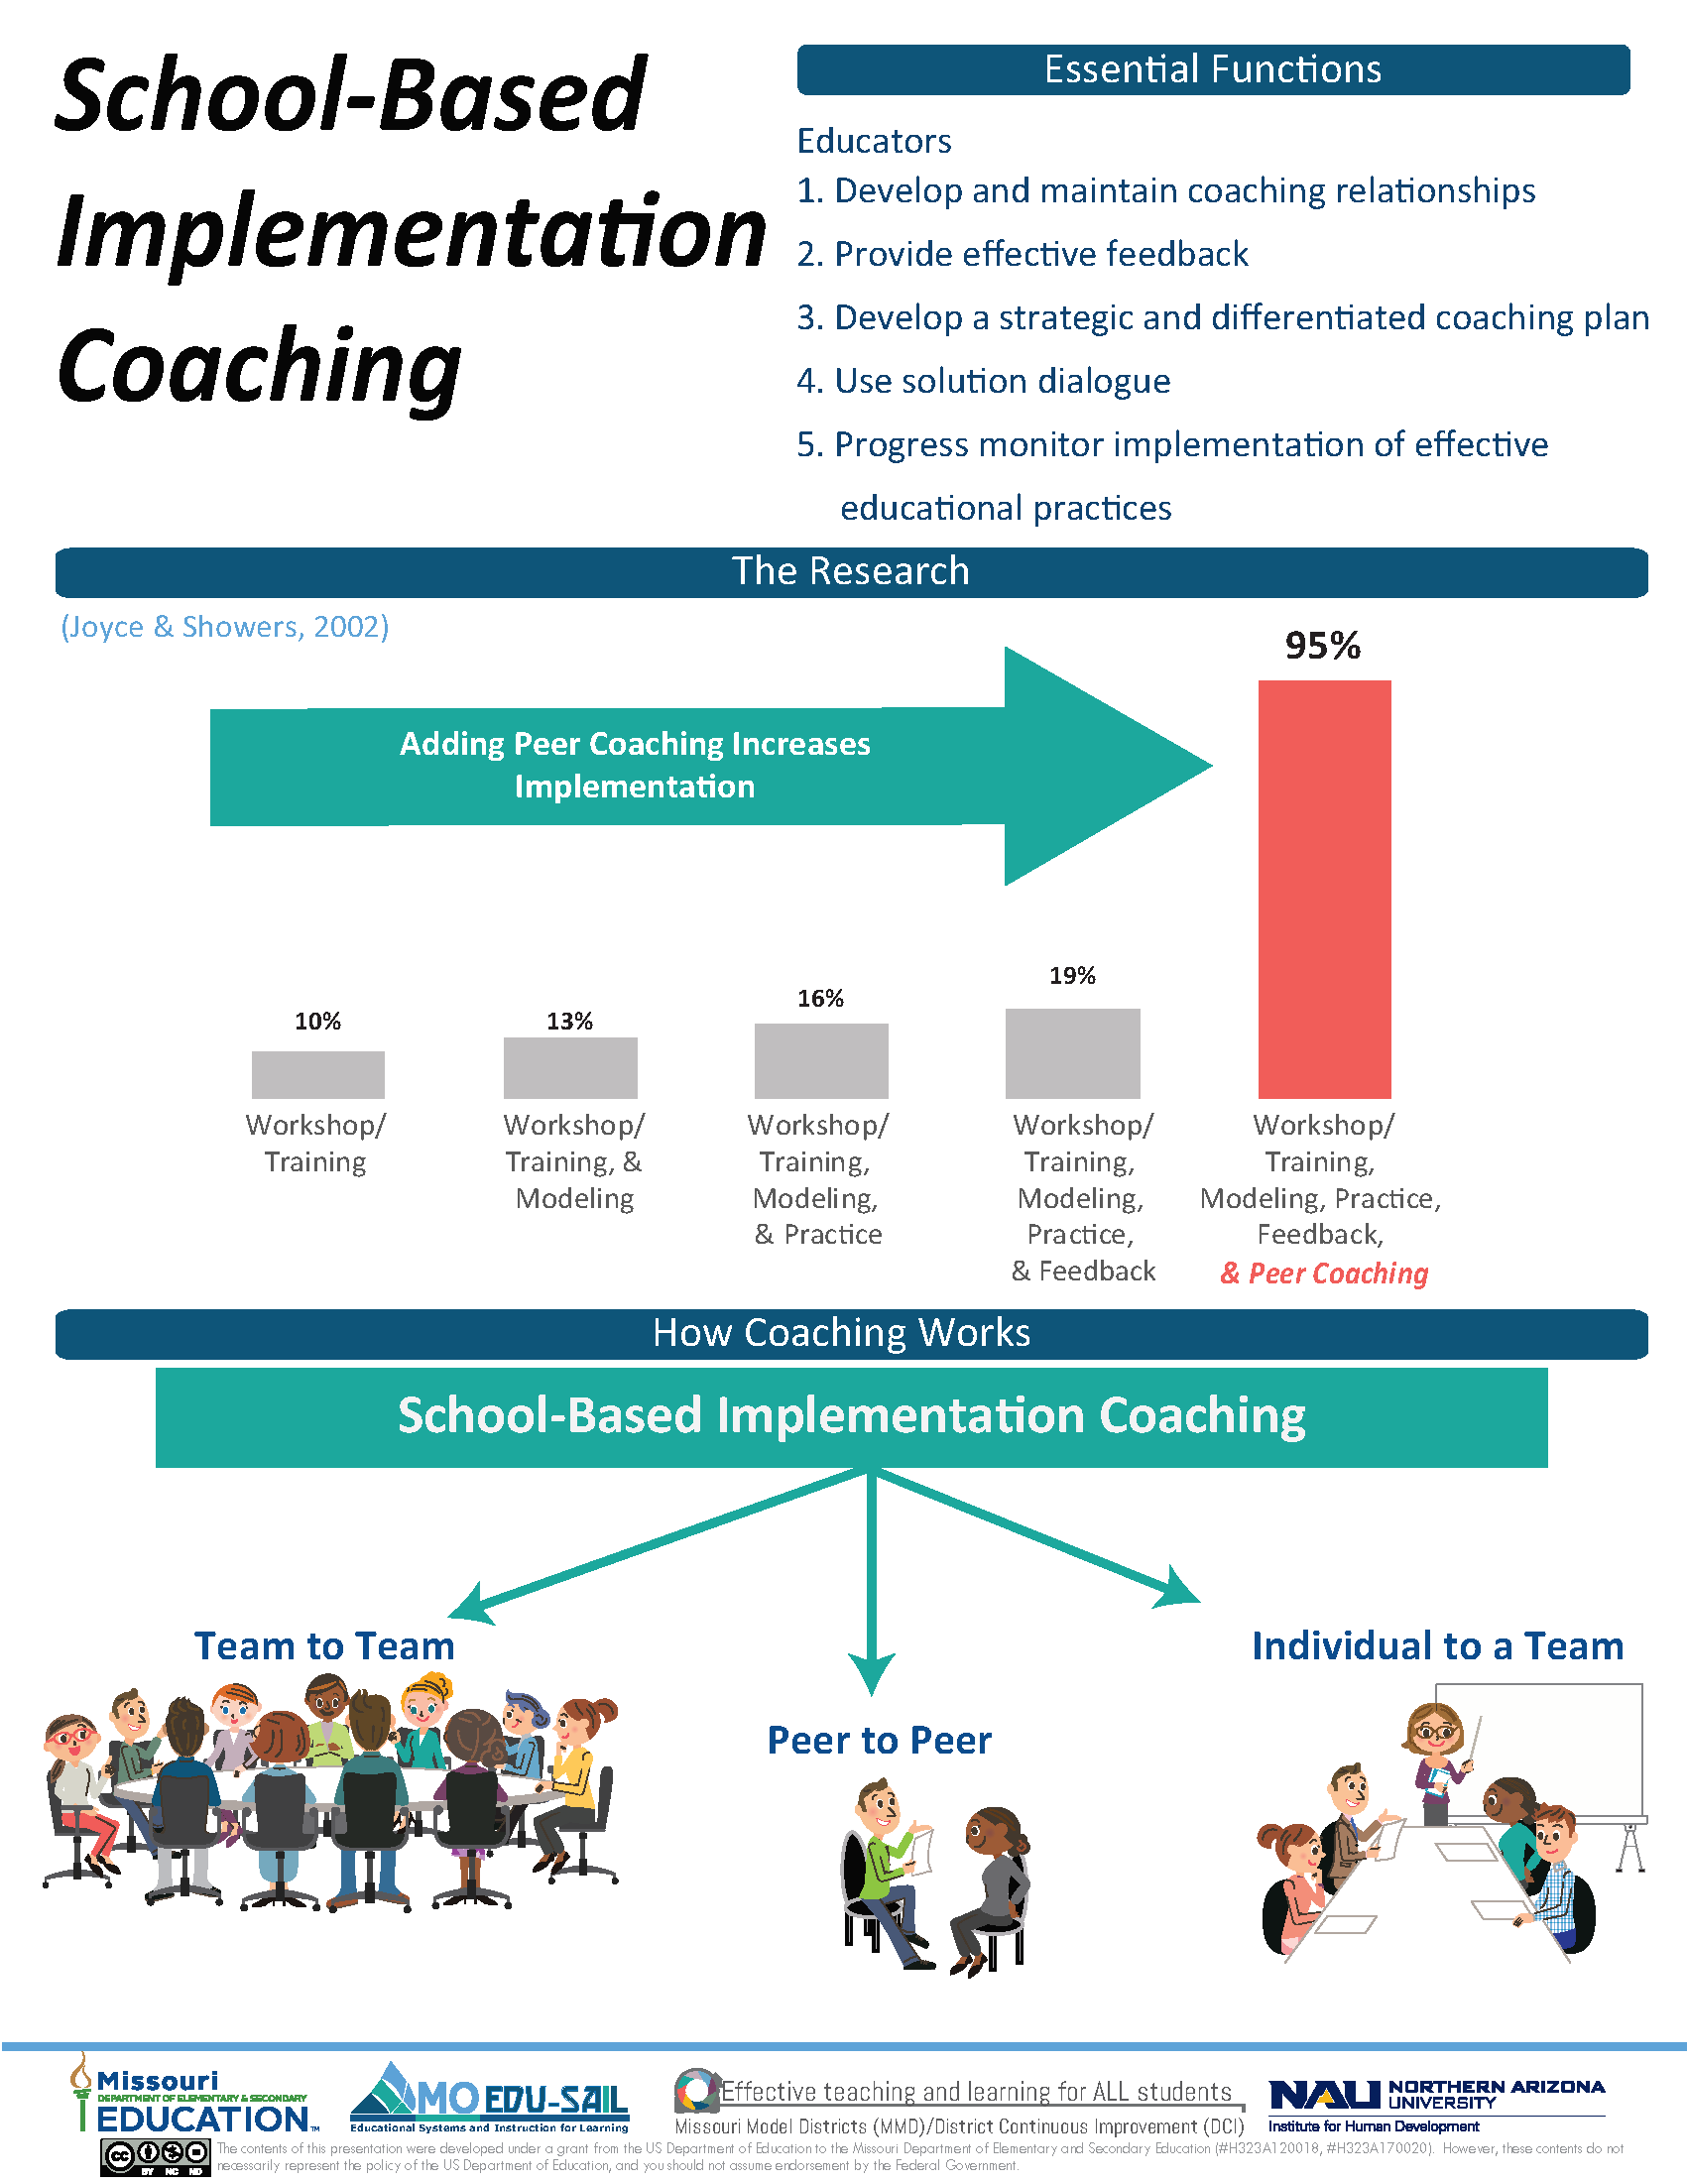 School-Based
Implementation
Coaching
Essential Functions
Educators
1. Develop and maintain coaching relationships
2. Provide effective feedback
3. Develop a strategic and differentiated coaching plan
4. Use solution dialogue
5. Progress monitor implementation of effective
educational practices
The Research
(Joyce & Showers, 2002)
Adding Peer Coaching Increases
Implementation
10%
Workshop/
Training
13%
Workshop/
Training, &
Modeling
16%
Workshop/
Training,
Modeling,
& Practice
19%
Workshop/
Training,
Modeling,
Practice,
& Feedback
95%
Workshop/
Training,
Modeling, Practice,
Feedback,
& Peer Coaching
How Coaching Works
School-Based Implementation Coaching
Team to Team
Peer to Peer
Individual to a Team
Missouri
DEPARTMENT OF ELEMENTARY & SECONDARY
EDUCATION™
MO EDU-SAIL
Educational Systems and Instruction for Learning
Effective teaching and learning for ALL students
Missouri Model Districts (MMD)/District Continuous Improvement (DCI)
NAU NORTHERN ARIZONA
UNIVERSITY
Institute for Human Development
cc
BY NC ND
The contents of this presentation were developed under a grant from the US Department of Education to the Missouri Department of Elementary and Secondary Education (#H323A120018, #H323A170020). However, these contents do not
necessarily represent the policy of the US Department of Education, and you should not assume endorsement by the Federal Government.